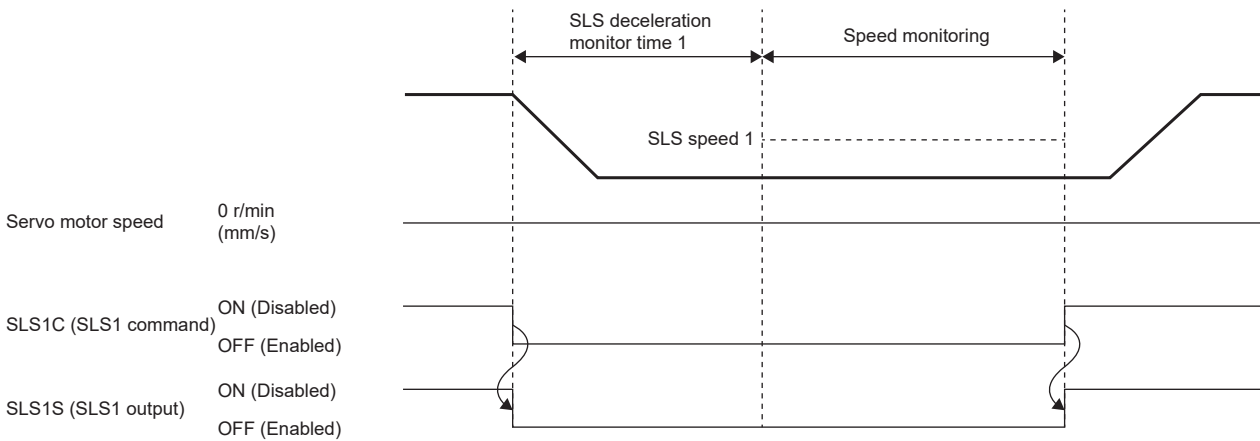 SLS deceleration
monitor time 1
Speed monitoring
SLS speed 1
Servo motor speed
0 r/min
(mm/s)
SLS1C (SLS1 command)
ON (Disabled)
OFF (Enabled)
SLS1S (SLS1 output)
ON (Disabled)
OFF (Enabled)